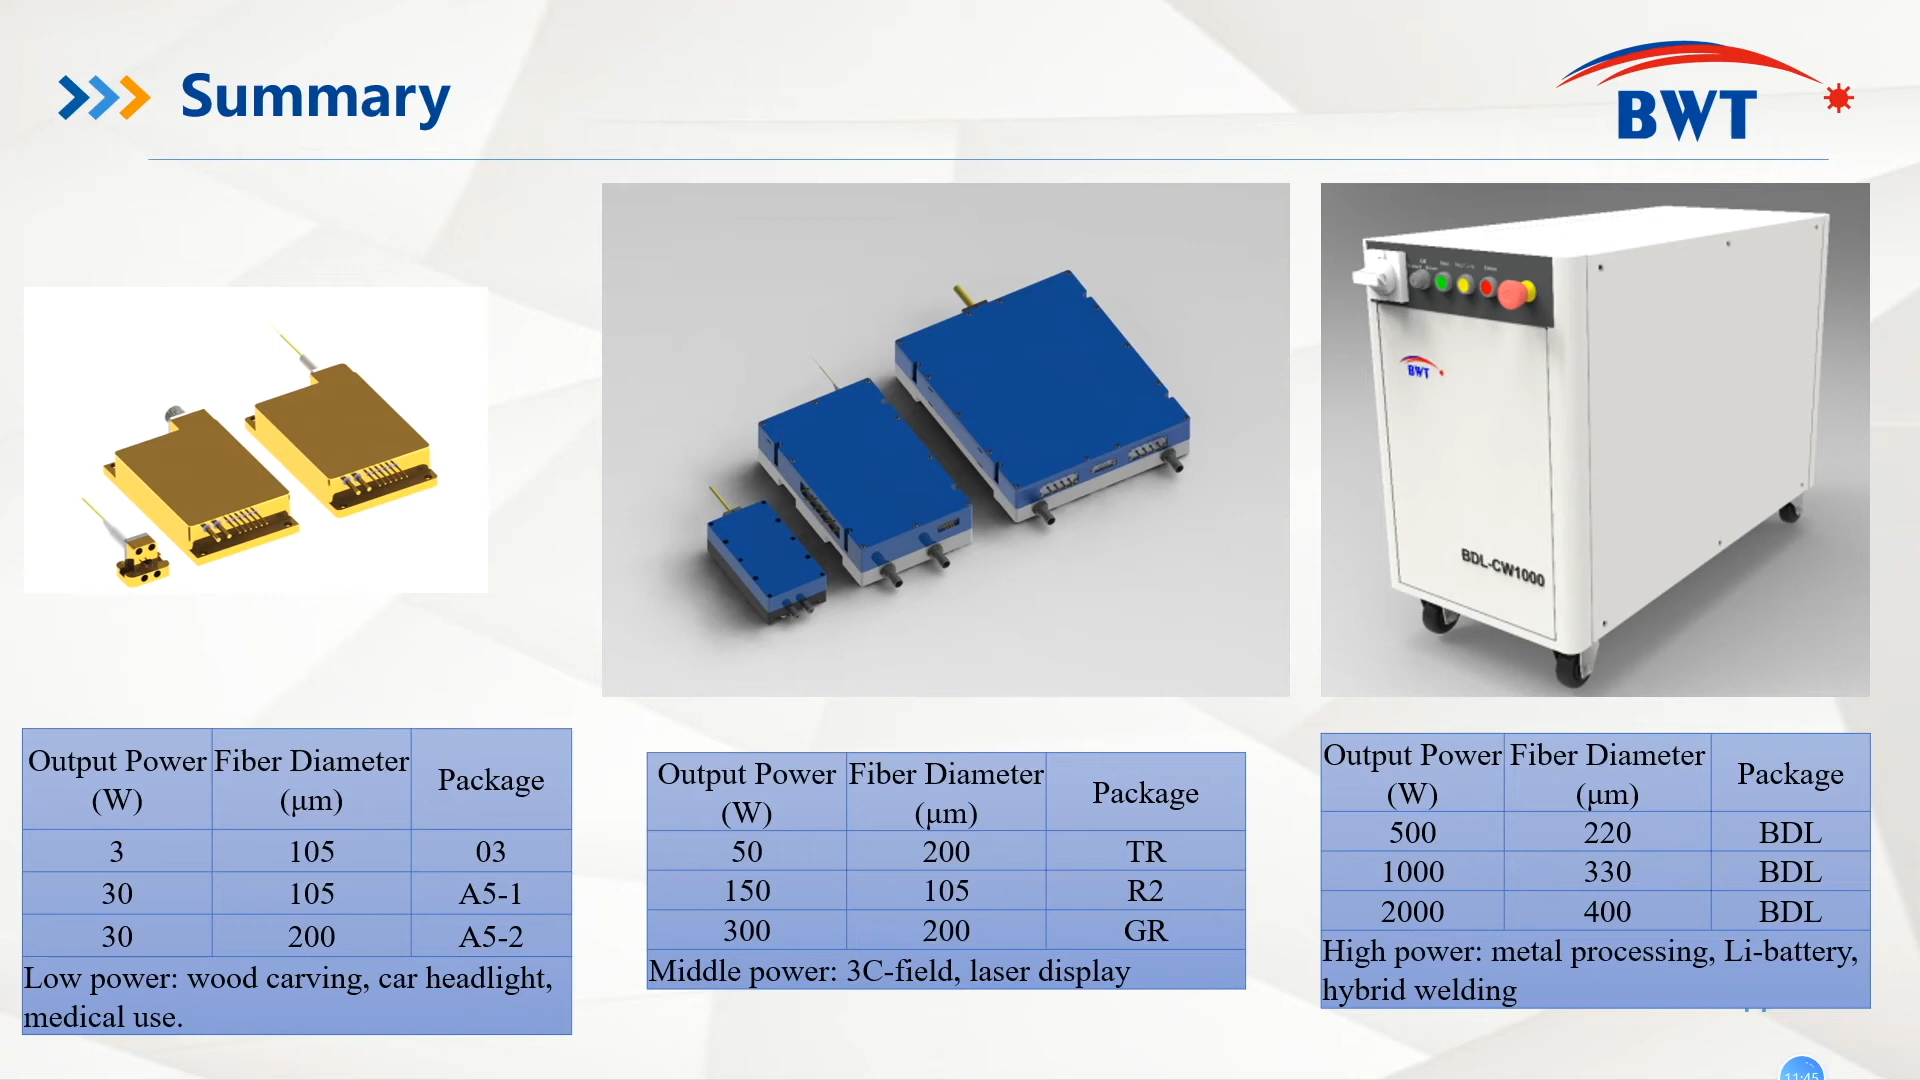 Summary
BWT
BWT
BDL-CW1000
Output Power (W) Fiber Diameter (μm) Package
3 105 03
30 105 A5-1
30 200 A5-2
Low power: wood carving, car headlight,
medical use.
Output Power (W) Fiber Diameter (μm) Package
50 200 TR
150 105 R2
300 200 GR
Middle power: 3C-field, laser display
Output Power (W) Fiber Diameter (μm) Package
500 220 BDL
1000 330 BDL
2000 400 BDL
High power: metal processing, Li-battery,
hybrid welding
11:45